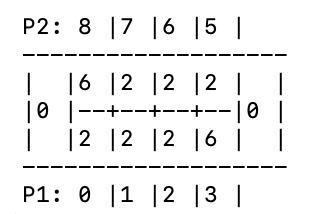 P2: 8 |7 |6 |5 |
-------------------
|  |6 |2 |2 |2 |  |
|0 |--+--+--+--|0 |
|  |2 |2 |2 |6 |  |
-------------------
P1: 0 |1 |2 |3 |